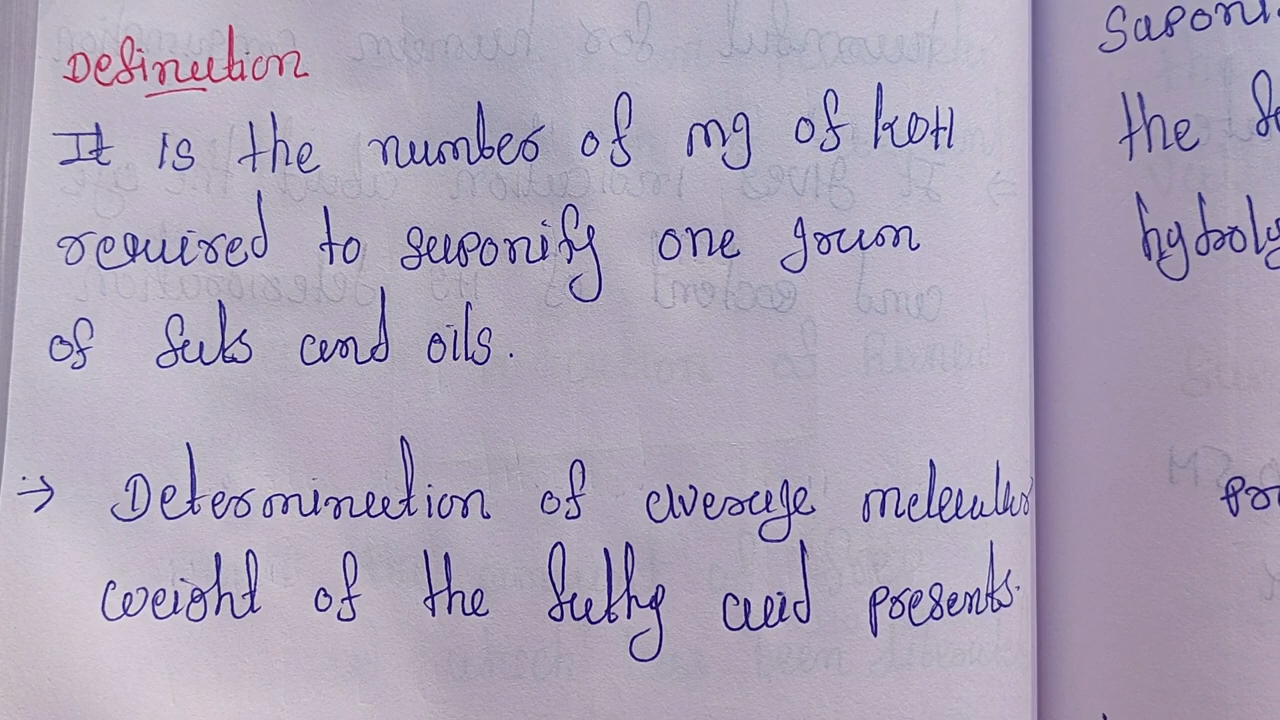 Definition
It is the number of mg of KOH
required to saponify one gram
of fats and oils.
→ Determination of average molecular
weight of the fatty acid presents.
Saponi
the
hydroly
pr